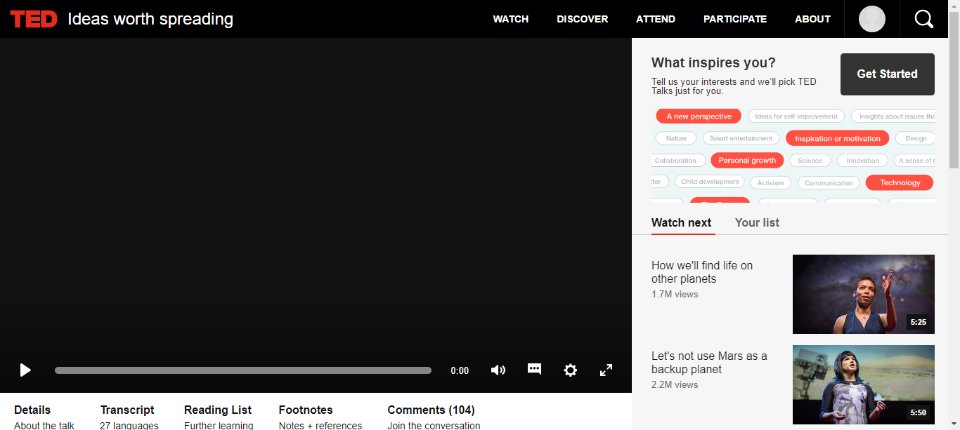 TED Ideas worth spreading
WATCH DISCOVER ATTEND PARTICIPATE ABOUT
What inspires you?
Tell us your interests and we'll pick TED
Talks just for you.
Get Started
A new perspective Ideas for self-improvement Insights about issues
Nature Smart entertainment Inspiration or motivation Design
Collaboration Personal growth Science Innovation A sense of
Child development Activism Communication Technology
Watch next Your list
How we'll find life on
other planets
1.7M views
5:25
Let's not use Mars as a
backup planet
2.2M views
5:50
0:00
Details Transcript Reading List Footnotes Comments (104)
About the talk 27 languages Further learning Notes + references Join the conversation